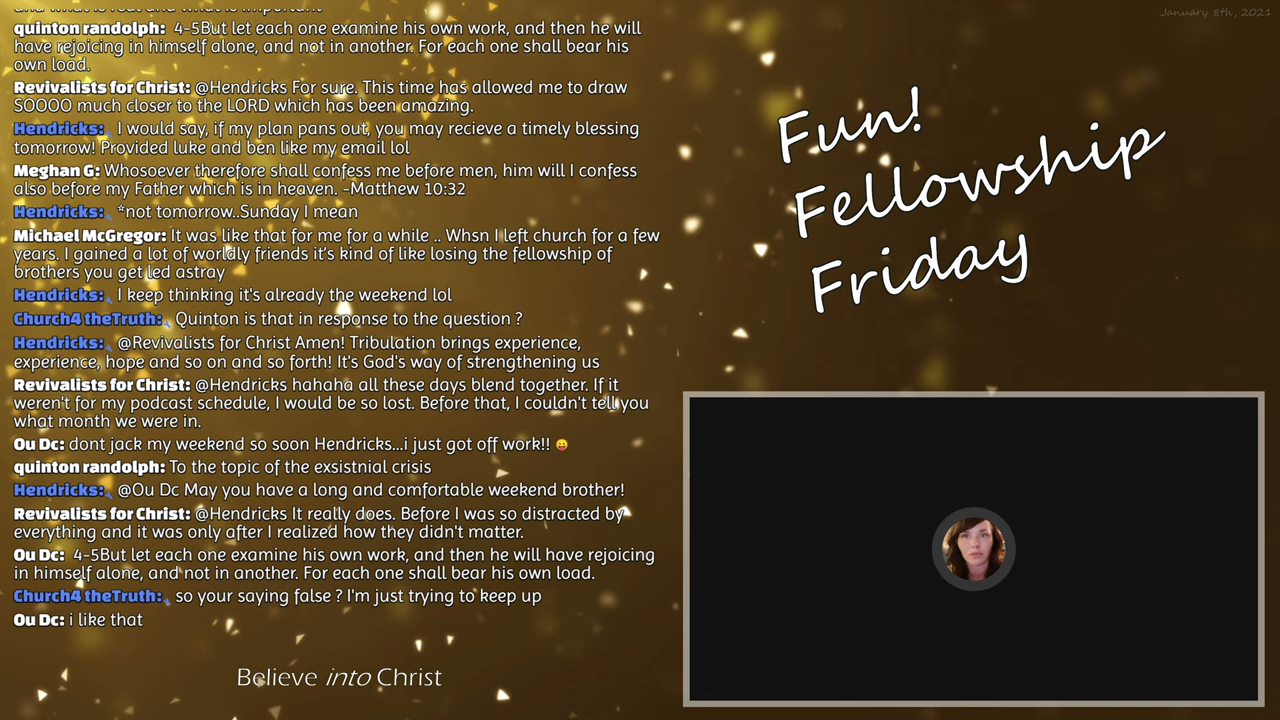 and what is real and what is important
quinton randolph: 4-5But let each one examine his own work, and then he will
have rejoicing in himself alone, and not in another. For each one shall bear his
own load.
Revivalists for Christ: @Hendricks For sure. This time has allowed me to draw
SOOOO much closer to the LORD which has been amazing.
Hendricks: I would say, if my plan pans out, you may recieve a timely blessing
tomorrow! Provided luke and ben like my email lol
Meghan G: Whosoever therefore shall confess me before men, him will I confess
also before my Father which is in heaven. -Matthew 10:32
Hendricks: *not tomorrow..Sunday I mean
Michael McGregor: It was like that for me for a while .. Whsn I left church for a few
years. I gained a lot of worldly friends it's kind of like losing the fellowship of
brothers you get led astray
Hendricks: I keep thinking it's already the weekend lol
Church4 theTruth: Quinton is that in response to the question ?
Hendricks: @Revivalists for Christ Amen! Tribulation brings experience,
experience, hope and so on and so forth! It's God's way of strengthening us
Revivalists for Christ: @Hendricks hahaha all these days blend together. If it
weren't for my podcast schedule, I would be so lost. Before that, I couldn't tell you
what month we were in.
Ou Dc: dont jack my weekend so soon Hendricks...i just got off work!! 😛
quinton randolph: To the topic of the exsistnial crisis
Hendricks: @Ou Dc May you have a long and comfortable weekend brother!
Revivalists for Christ: @Hendricks It really does. Before I was so distracted by
everything and it was only after I realized how they didn't matter.
Ou Dc: 4-5But let each one examine his own work, and then he will have rejoicing
in himself alone, and not in another. For each one shall bear his own load.
Church4 theTruth: so your saying false ? I'm just trying to keep up
Ou Dc: i like that
Believe into Christ
January 8th, 2021
Fun!
Fellowship
Friday